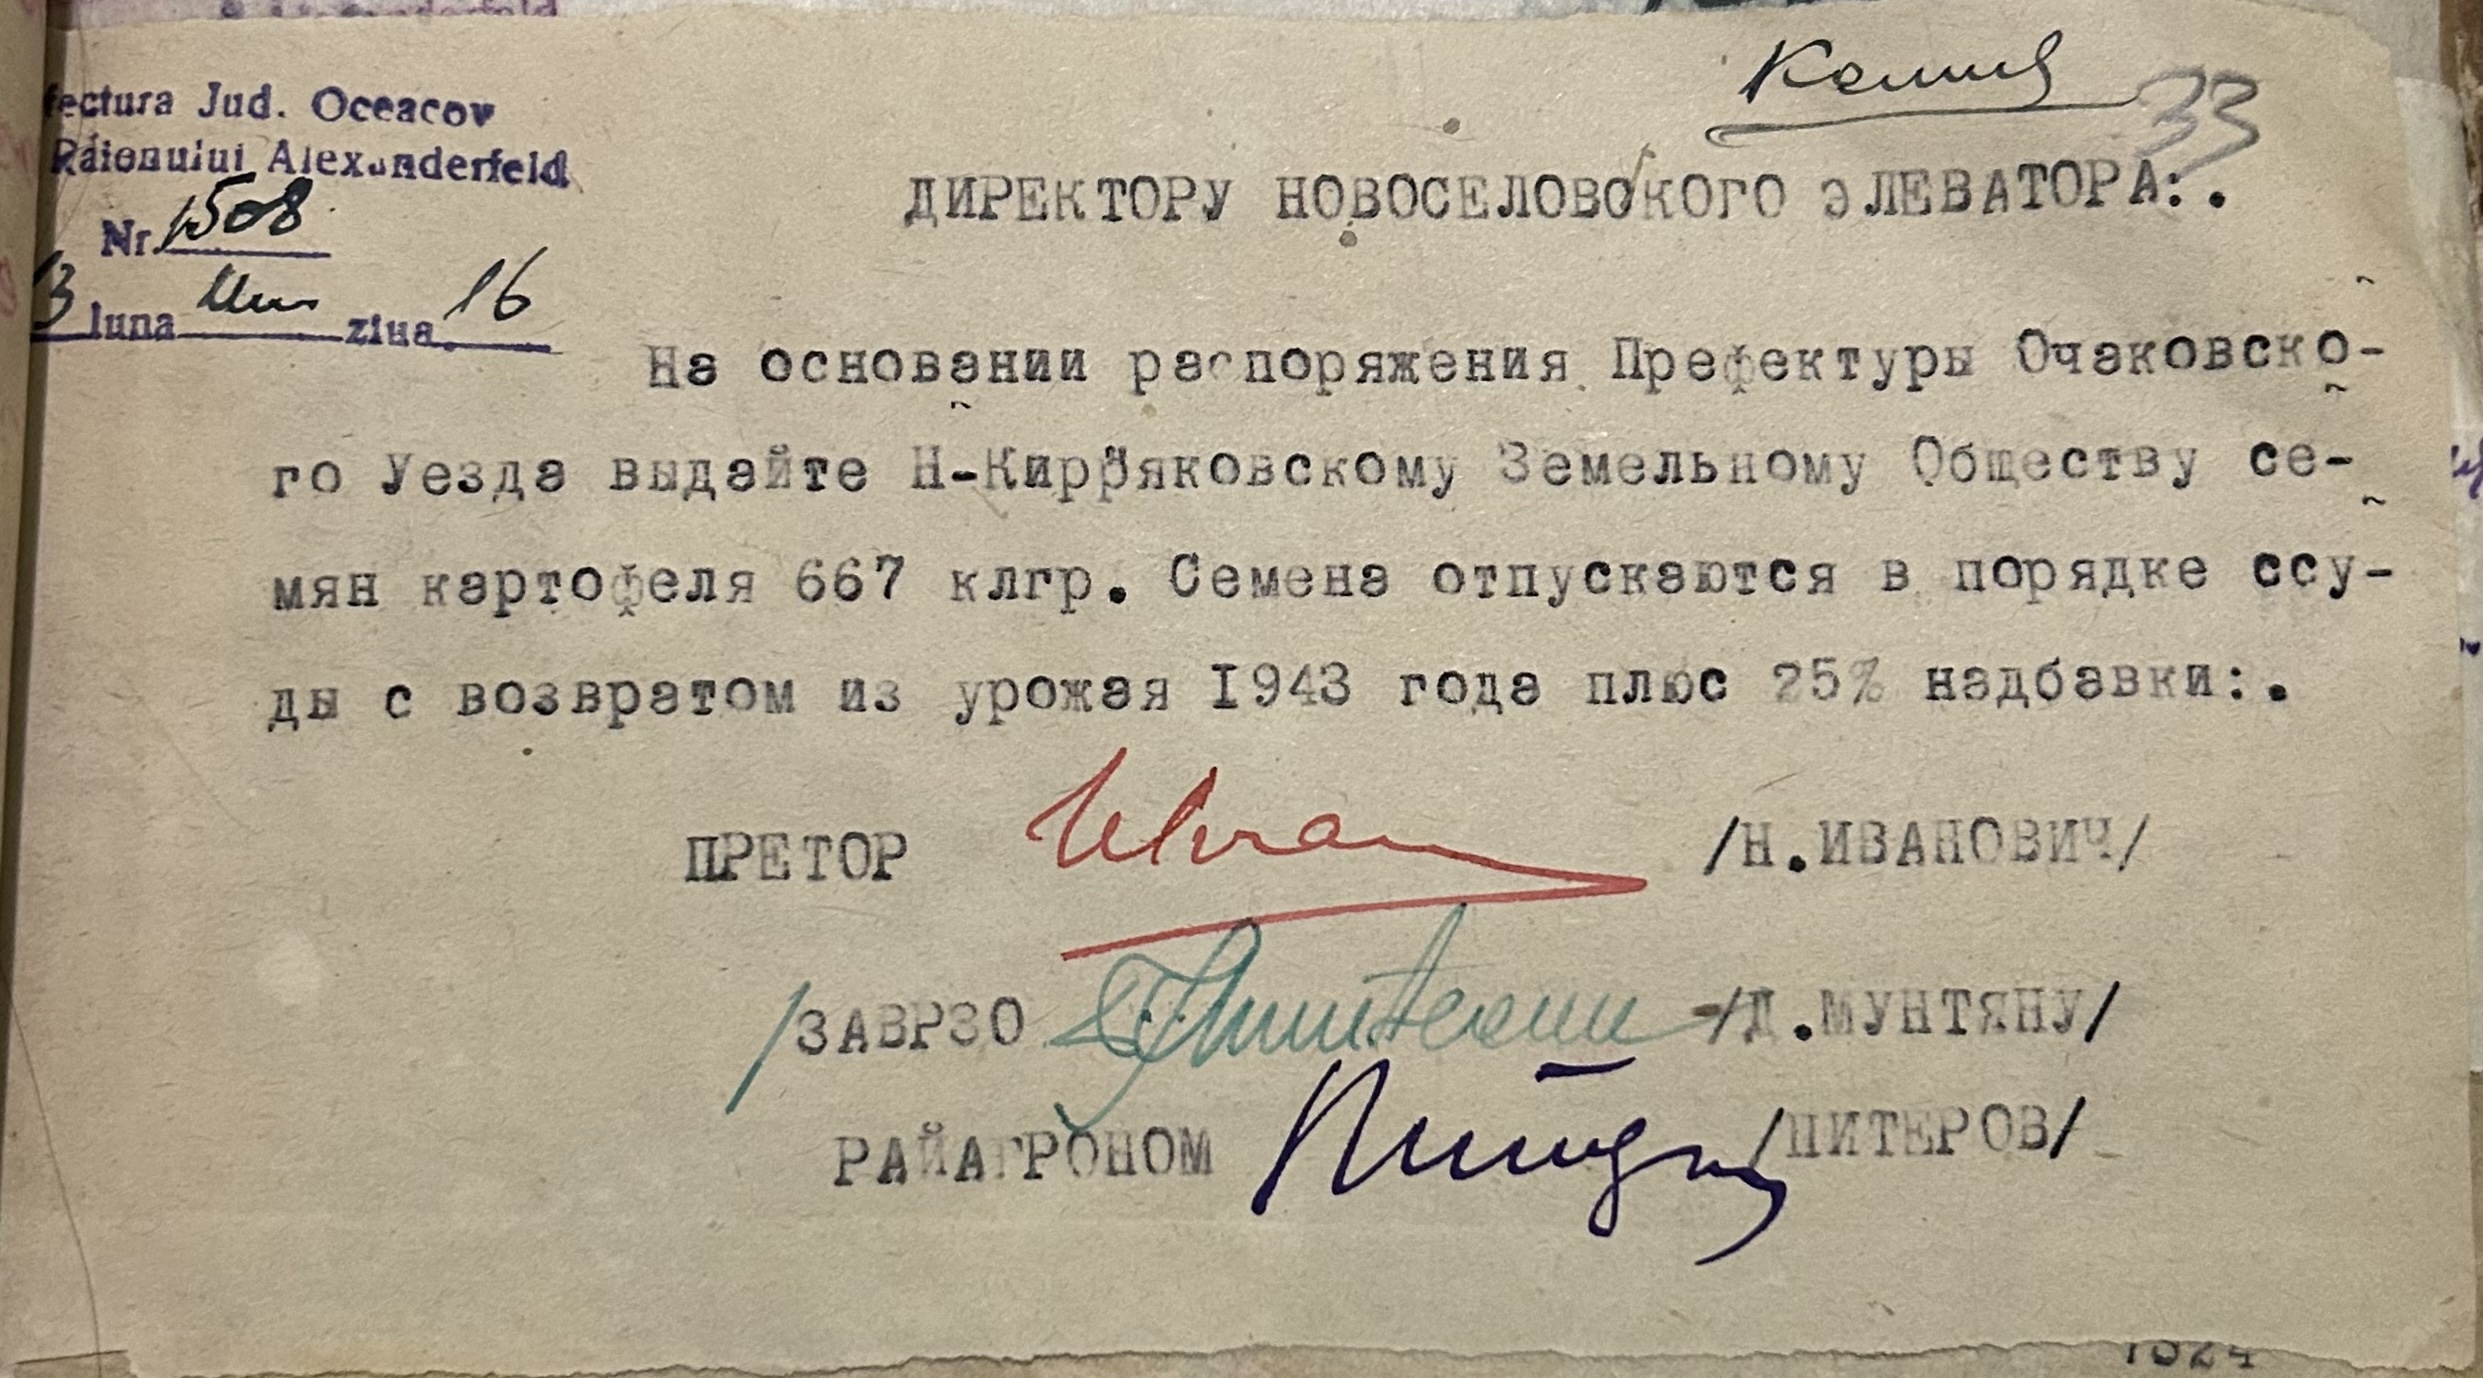 Копия
33
fectura Jud. Oceacov
Raionului Alexanderfeld
Nr. 1508
3 luna ziua 16
ДИРЕКТОРУ НОВОСЕЛОВСКОГО ЭЛЕВАТОРА:.
На основании распоряжения Префектуры Очаковско-
го Уезда выдайте Н-Кирряковскому Земельному Обществу се-
мян картофеля 667 клгр. Семена отпускаются в порядке ссу-
ды с возвратом из урожая 1943 года плюс 25% надбавки:.
ПРЕТОР /Н.ИВАНОВИЧ/
/ЗАВРЗО /Д.МУНТЯНУ/
РАЙАГРОНОМ /ПИТЕРОВ/
1024